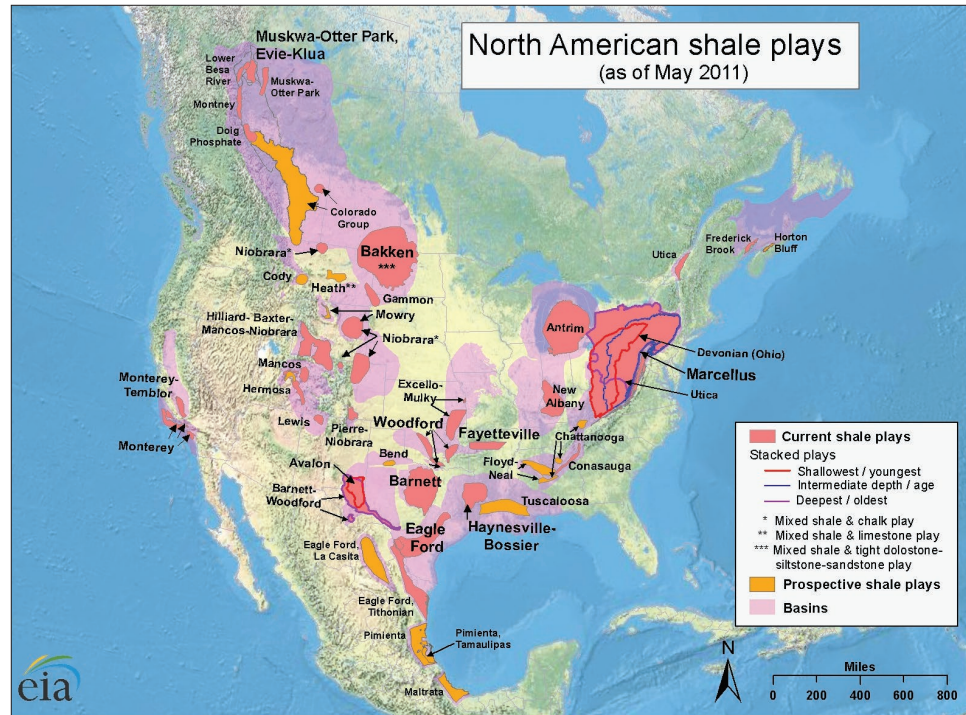 North American shale plays
(as of May 2011)
Muskwa-Otter Park,
Evie-Klua
Lower
Besa
River
Muskwa-
Otter Park
Montney
Doig
Phosphate
Colorado
Group
Niobrara*
Bakken
***
Cody
Heath**
Gammon
Mowry
Hilliard- Baxter-
Mancos-Niobrara
Niobrara*
Mancos
Hermosa
Excello-
Mulky
Monterey-
Temblor
Monterey
Lewis
Pierre-
Niobrara
Woodford
Bend
Fayetteville
Avalon
Barnett
Barnett-
Woodford
Eagle
Ford
Haynesville-
Bossier
Eagle Ford,
La Casita
Eagle Ford,
Tithonian
Pimienta
Pimienta,
Tamaulipas
Maltrata
Utica
Frederick
Brook
Horton
Bluff
Antrim
Devonian (Ohio)
Marcellus
Utica
New
Albany
Chattanooga
Floyd-
Neal
Conasauga
Tuscaloosa
Current shale plays
Stacked plays
Shallowest / youngest
Intermediate depth / age
Deepest / oldest
* Mixed shale & chalk play
** Mixed shale & limestone play
*** Mixed shale & tight dolostone-
siltstone-sandstone play
Prospective shale plays
Basins
N
Miles
0 200 400 600 800
eia